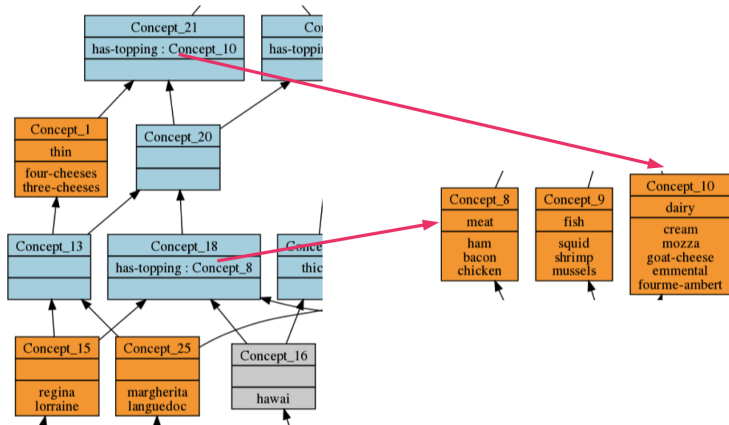 Concept_21
has-topping : Concept_10
Concept_1
thin
four-cheeses
three-cheeses
Concept_20
Concept_13
Concept_18
has-topping : Concept_8
Concept_15
regina
lorraine
Concept_25
margherita
languedoc
Concept_16
hawai
Concept_8
meat
ham
bacon
chicken
Concept_9
fish
squid
shrimp
mussels
Concept_10
dairy
cream
mozza
goat-cheese
emmental
fourme-ambert